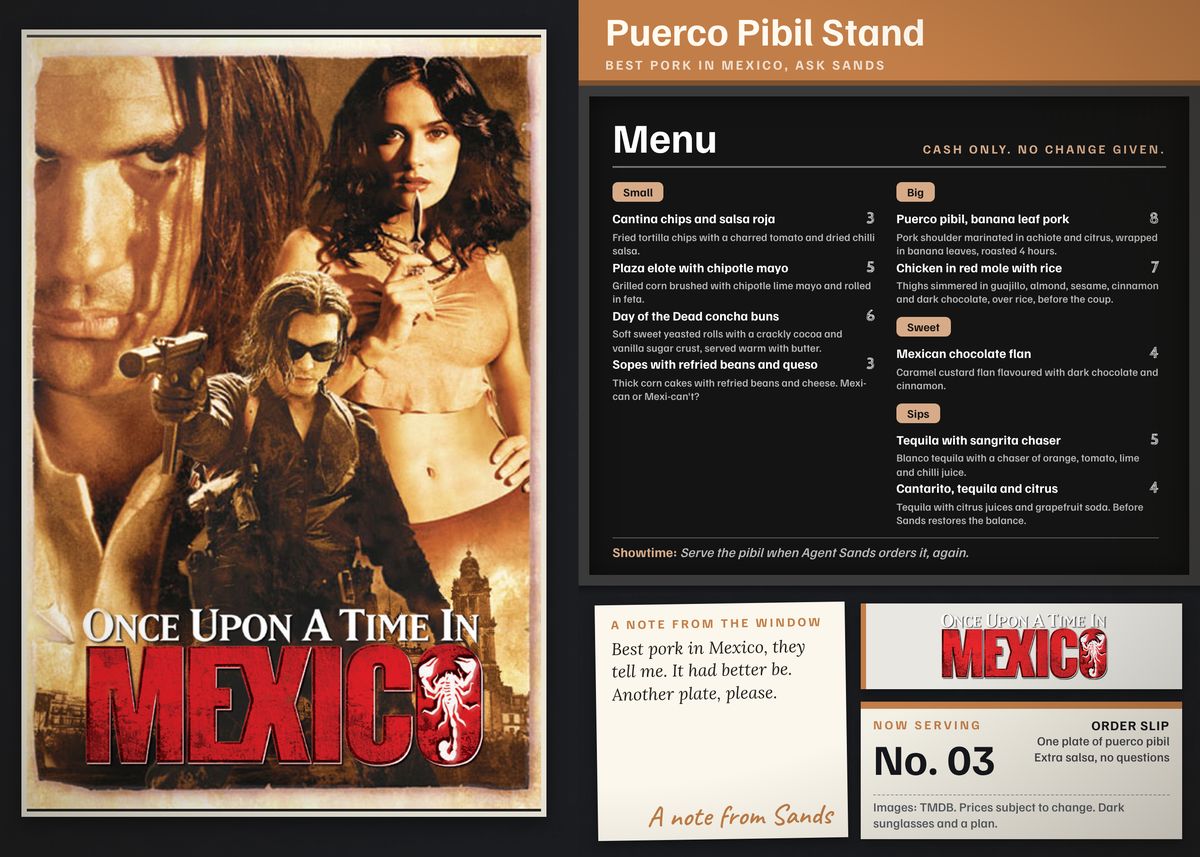 ONCE UPON A TIME IN
MEXICO
Puerco Pibil Stand
BEST PORK IN MEXICO, ASK SANDS
Menu
CASH ONLY. NO CHANGE GIVEN.
Small
Cantina chips and salsa roja 3
Fried tortilla chips with a charred tomato and dried chilli
salsa.
Plaza elote with chipotle mayo 5
Grilled corn brushed with chipotle lime mayo and rolled
in feta.
Day of the Dead concha buns 6
Soft sweet yeasted rolls with a crackly cocoa and
vanilla sugar crust, served warm with butter.
Sopes with refried beans and queso 3
Thick corn cakes with refried beans and cheese. Mexi-
can or Mexi-can't?
Big
Puerco pibil, banana leaf pork 8
Pork shoulder marinated in achiote and citrus, wrapped
in banana leaves, roasted 4 hours.
Chicken in red mole with rice 7
Thighs simmered in guajillo, almond, sesame, cinnamon
and dark chocolate, over rice, before the coup.
Sweet
Mexican chocolate flan 4
Caramel custard flan flavoured with dark chocolate and
cinnamon.
Sips
Tequila with sangrita chaser 5
Blanco tequila with a chaser of orange, tomato, lime
and chilli juice.
Cantarito, tequila and citrus 4
Tequila with citrus juices and grapefruit soda. Before
Sands restores the balance.
Showtime: Serve the pibil when Agent Sands orders it, again.
A NOTE FROM THE WINDOW
Best pork in Mexico, they
tell me. It had better be.
Another plate, please.
A note from Sands
ONCE UPON A TIME IN
MEXICO
NOW SERVING
No. 03
ORDER SLIP
One plate of puerco pibil
Extra salsa, no questions
Images: TMDB. Prices subject to change. Dark
sunglasses and a plan.